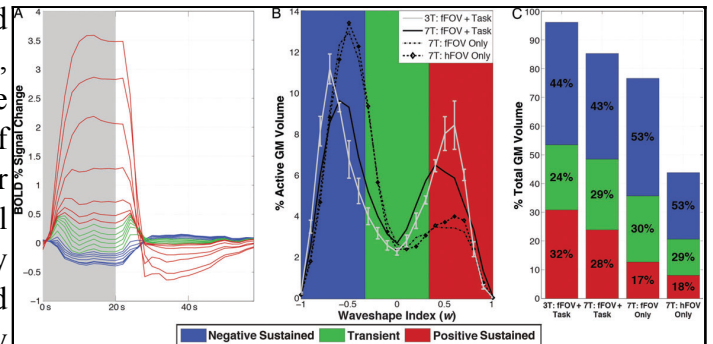 A
BOLD % Signal Change
4
3.5
3
2.5
2
1.5
1
0.5
0
−0.5
−1
0 s
20 s
40 s
B
% Active GM Volume
14
12
10
8
6
4
2
0
−1
−0.5
0
0.5
1
Waveshape Index (w)
3T: fFOV + Task
7T: fFOV + Task
7T: fFOV Only
7T: hFOV Only
C
% Total GM Volume
100
90
80
70
60
50
40
30
20
10
0
44%
24%
32%
43%
29%
28%
53%
30%
17%
53%
29%
18%
3T: fFOV+
Task
7T: fFOV+
Task
7T: fFOV
Only
7T: hFOV
Only
Negative Sustained
Transient
Positive Sustained